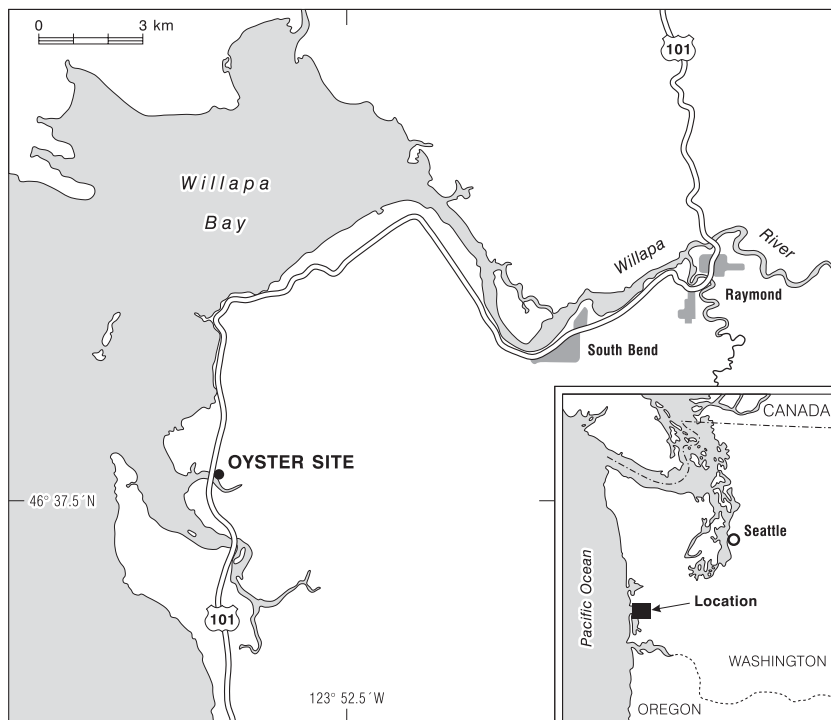 0 3 km
101
Willapa
Bay
Willapa
River
Raymond
South Bend
OYSTER SITE
46° 37.5´N
101
123° 52.5´W
CANADA
Seattle
Pacific Ocean
Location
WASHINGTON
OREGON